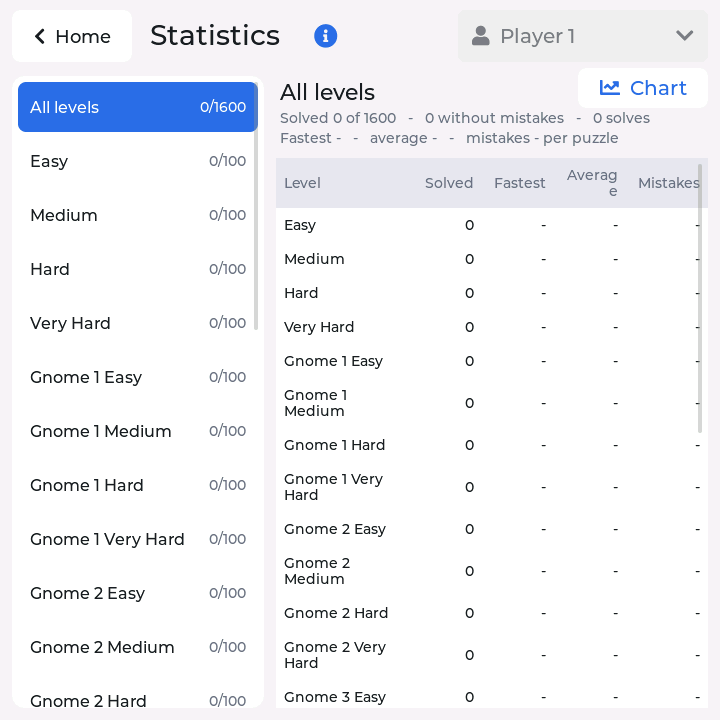 Home
Statistics
Player 1
All levels 0/1600
Easy 0/100
Medium 0/100
Hard 0/100
Very Hard 0/100
Gnome 1 Easy 0/100
Gnome 1 Medium 0/100
Gnome 1 Hard 0/100
Gnome 1 Very Hard 0/100
Gnome 2 Easy 0/100
Gnome 2 Medium 0/100
Gnome 2 Hard 0/100
All levels
Chart
Solved 0 of 1600 - 0 without mistakes - 0 solves
Fastest - - average - - mistakes - per puzzle
Level Solved Fastest Averag
e Mistakes
Easy 0 - - -
Medium 0 - - -
Hard 0 - - -
Very Hard 0 - - -
Gnome 1 Easy 0 - - -
Gnome 1
Medium 0 - - -
Gnome 1 Hard 0 - - -
Gnome 1 Very
Hard 0 - - -
Gnome 2 Easy 0 - - -
Gnome 2
Medium 0 - - -
Gnome 2 Hard 0 - - -
Gnome 2 Very
Hard 0 - - -
Gnome 3 Easy 0 - - -